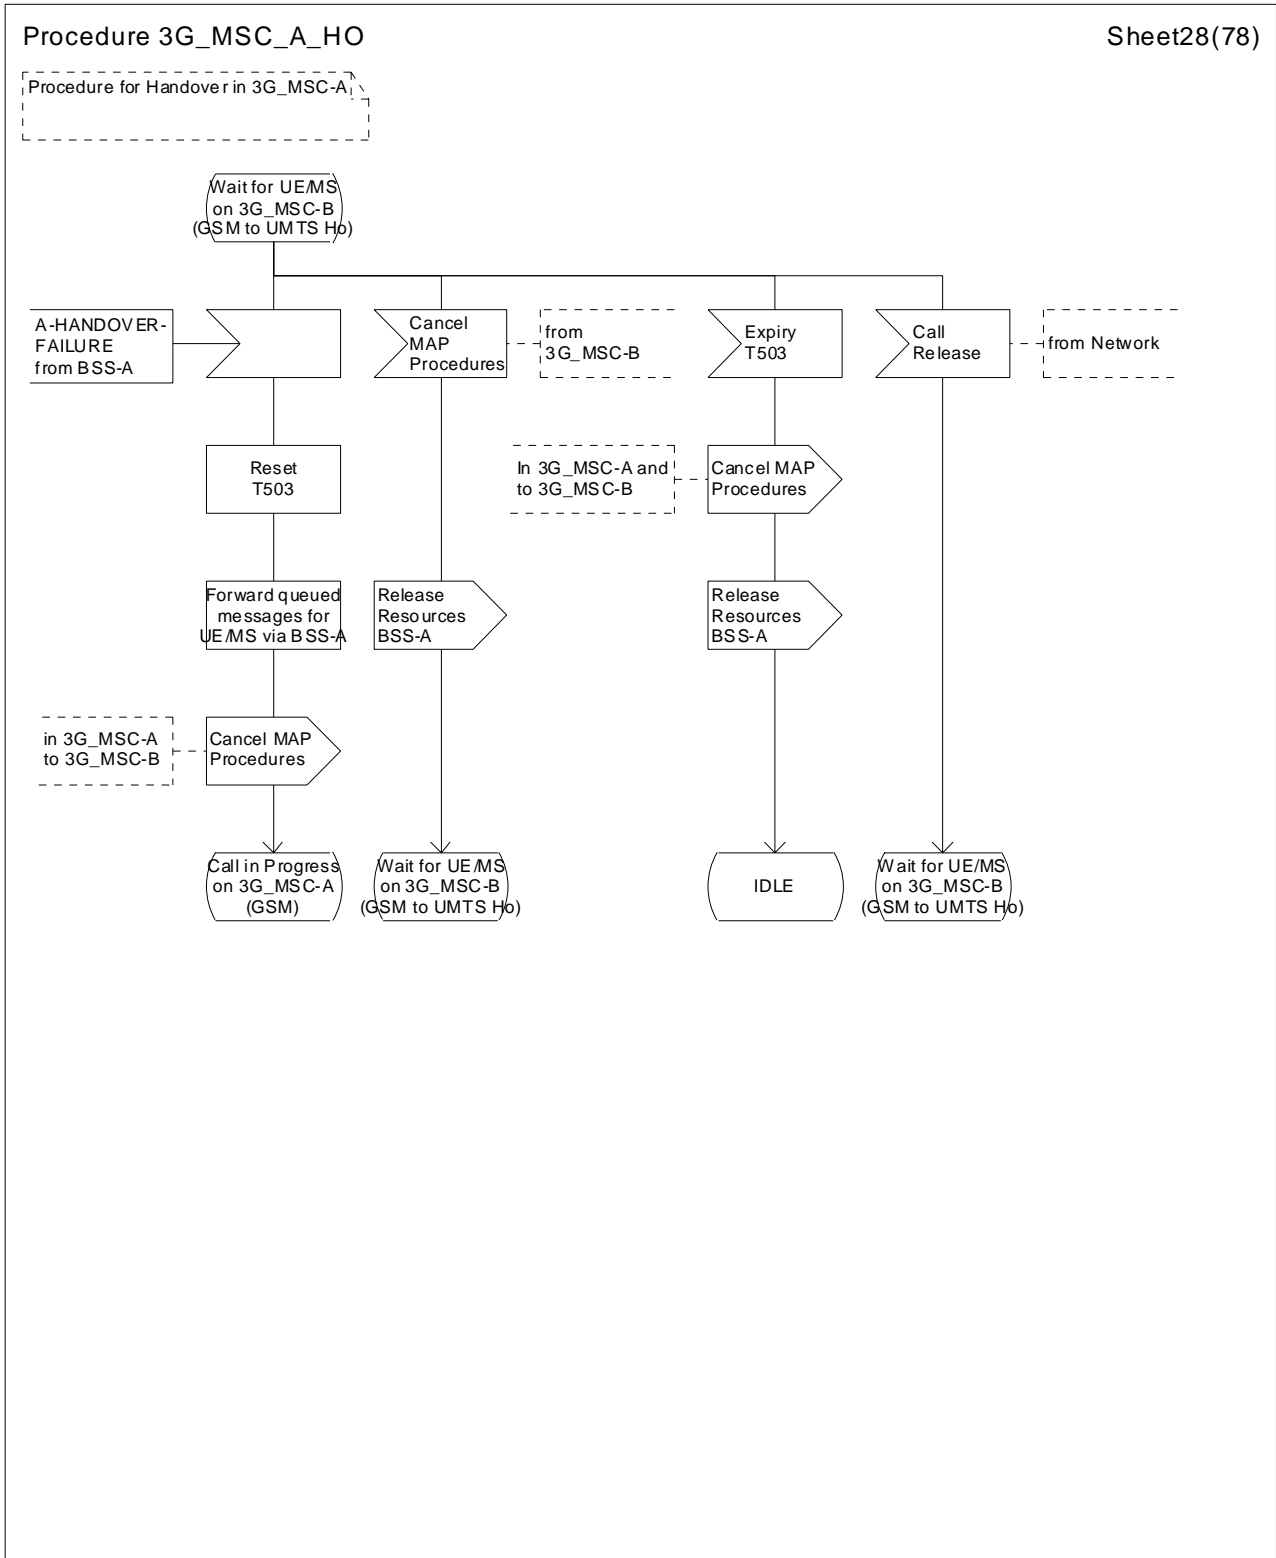 Procedure 3G_MSC_A_HO
Sheet28(78)
Procedure for Handover in 3G_MSC-A
Wait for UE/MS
on 3G_MSC-B
(GSM to UMTS Ho)
A-HANDOVER-
FAILURE
from BSS-A
Cancel
MAP
Procedures
from
3G_MSC-B
Expiry
T503
Call
Release
from Network
Reset
T503
In 3G_MSC-A and
to 3G_MSC-B
Cancel MAP
Procedures
Forward queued
messages for
UE/MS via BSS-A
Release
Resources
BSS-A
Release
Resources
BSS-A
in 3G_MSC-A
to 3G_MSC-B
Cancel MAP
Procedures
Call in Progress
on 3G_MSC-A
(GSM)
Wait for UE/MS
on 3G_MSC-B
(GSM to UMTS Ho)
IDLE
Wait for UE/MS
on 3G_MSC-B
(GSM to UMTS Ho)